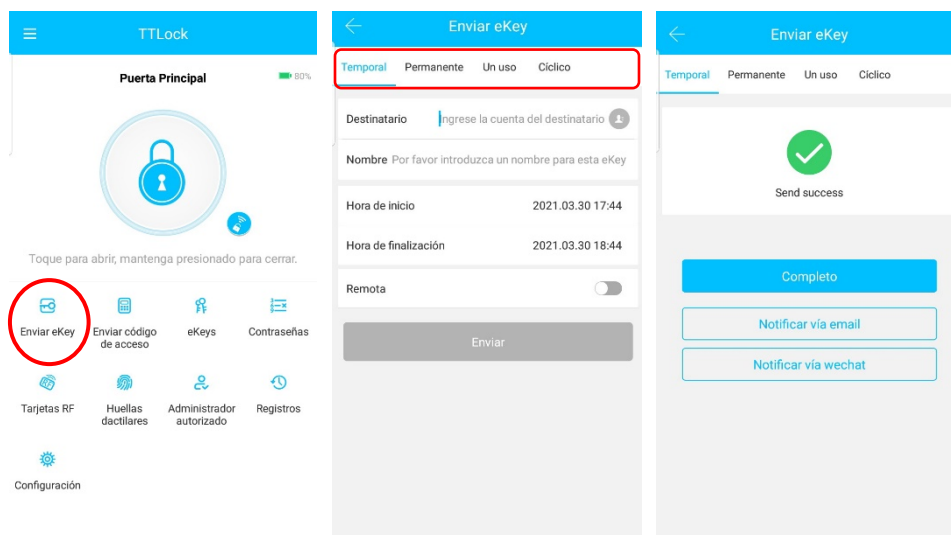 TTLock
Puerta Principal
80%
Toque para abrir, mantenga presionado para cerrar.
Enviar eKey
Enviar código
de acceso
eKeys
Contraseñas
Tarjetas RF
Huellas
dactilares
Administrador
autorizado
Registros
Configuración
Enviar eKey
Temporal Permanente Un uso Cíclico
Destinatario Ingrese la cuenta del destinatario
Nombre Por favor introduzca un nombre para esta eKey
Hora de inicio 2021.03.30 17:44
Hora de finalización 2021.03.30 18:44
Remota
Enviar
Enviar eKey
Temporal Permanente Un uso Cíclico
Send success
Completo
Notificar vía email
Notificar vía wechat